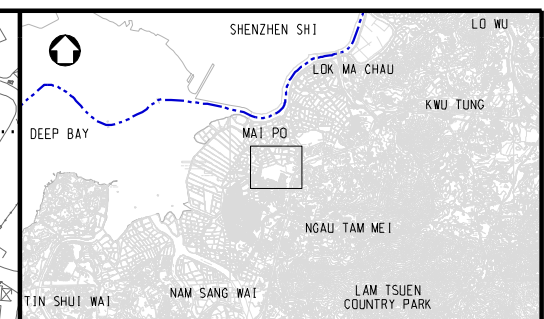 LO WU
SHENZHEN SHI
LOK MA CHAU
KWU TUNG
DEEP BAY
MAI PO
NGAU TAM MEI
NAM SANG WAI
LAM TSUEN
COUNTRY PARK
TIN SHUI WAI